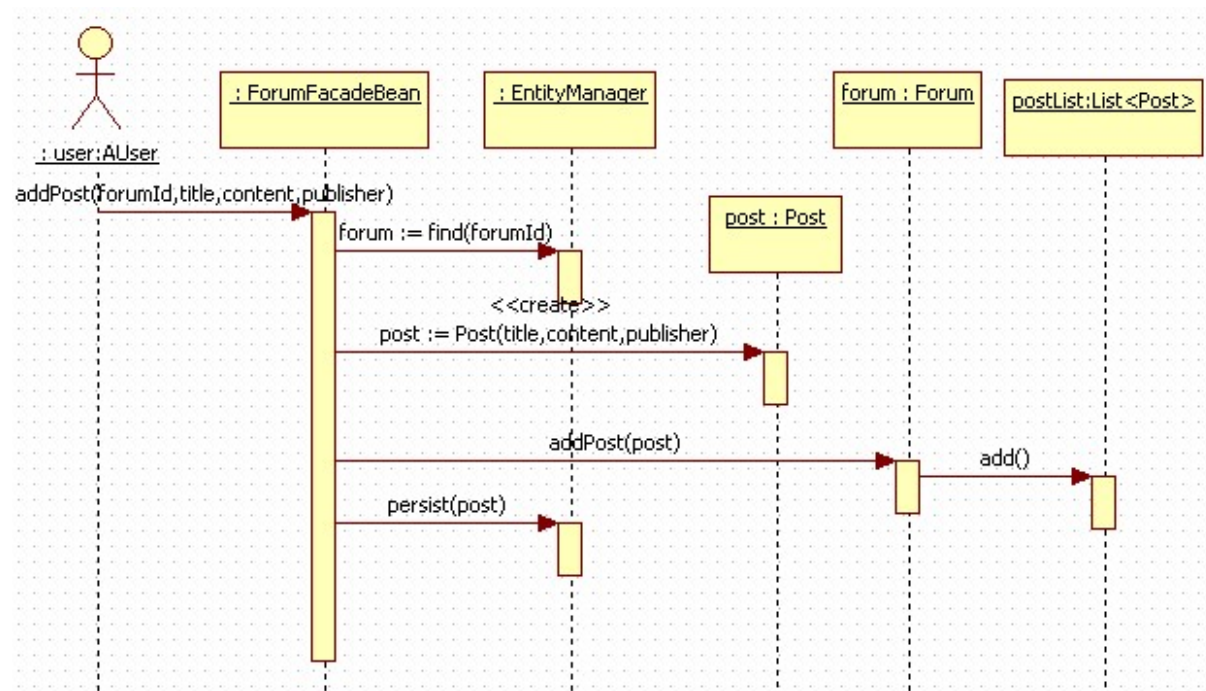 : ForumFacadeBean
: EntityManager
forum : Forum
postList:List<Post>
: user:AUser
addPost(forumId,title,content,publisher)
post : Post
forum := find(forumId)
<<create>>
post := Post(title,content,publisher)
addPost(post)
add()
persist(post)